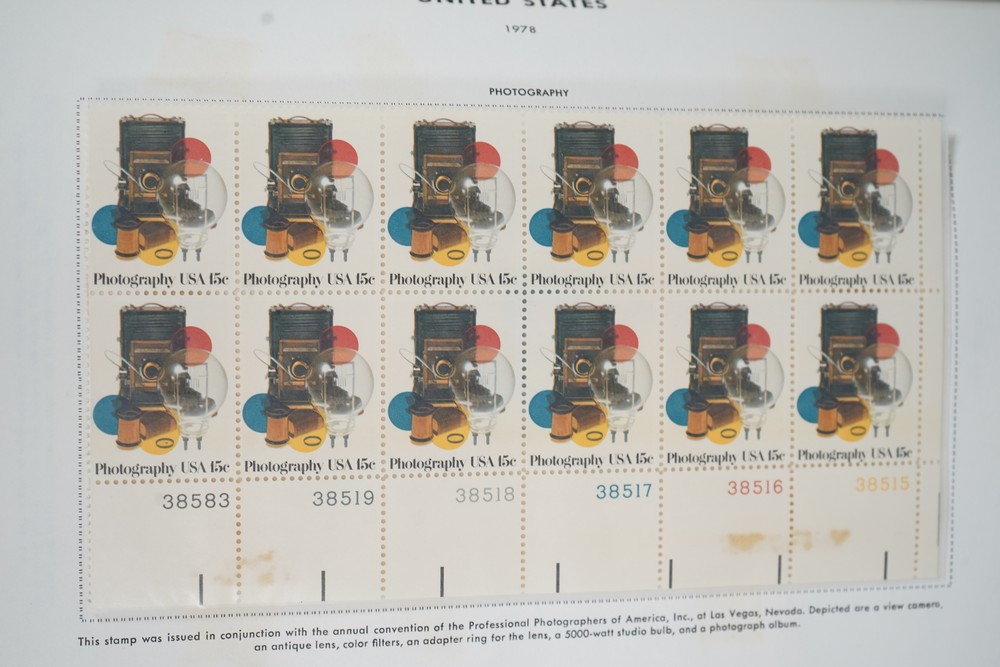 UNITED STATES
1978
PHOTOGRAPHY
Photography USA 15c Photography USA 15c Photography USA 15c Photography USA 15c Photography USA 15c Photography USA 15c
Photography USA 15c Photography USA 15c Photography USA 15c Photography USA 15c Photography USA 15c Photography USA 15c
38583 38519 38518 38517 38516 38515
This stamp was issued in conjunction with the annual convention of the Professional Photographers of America, Inc., at Las Vegas, Nevada. Depicted are a view camera,
an antique lens, color filters, an adapter ring for the lens, a 5000-watt studio bulb, and a photograph album.